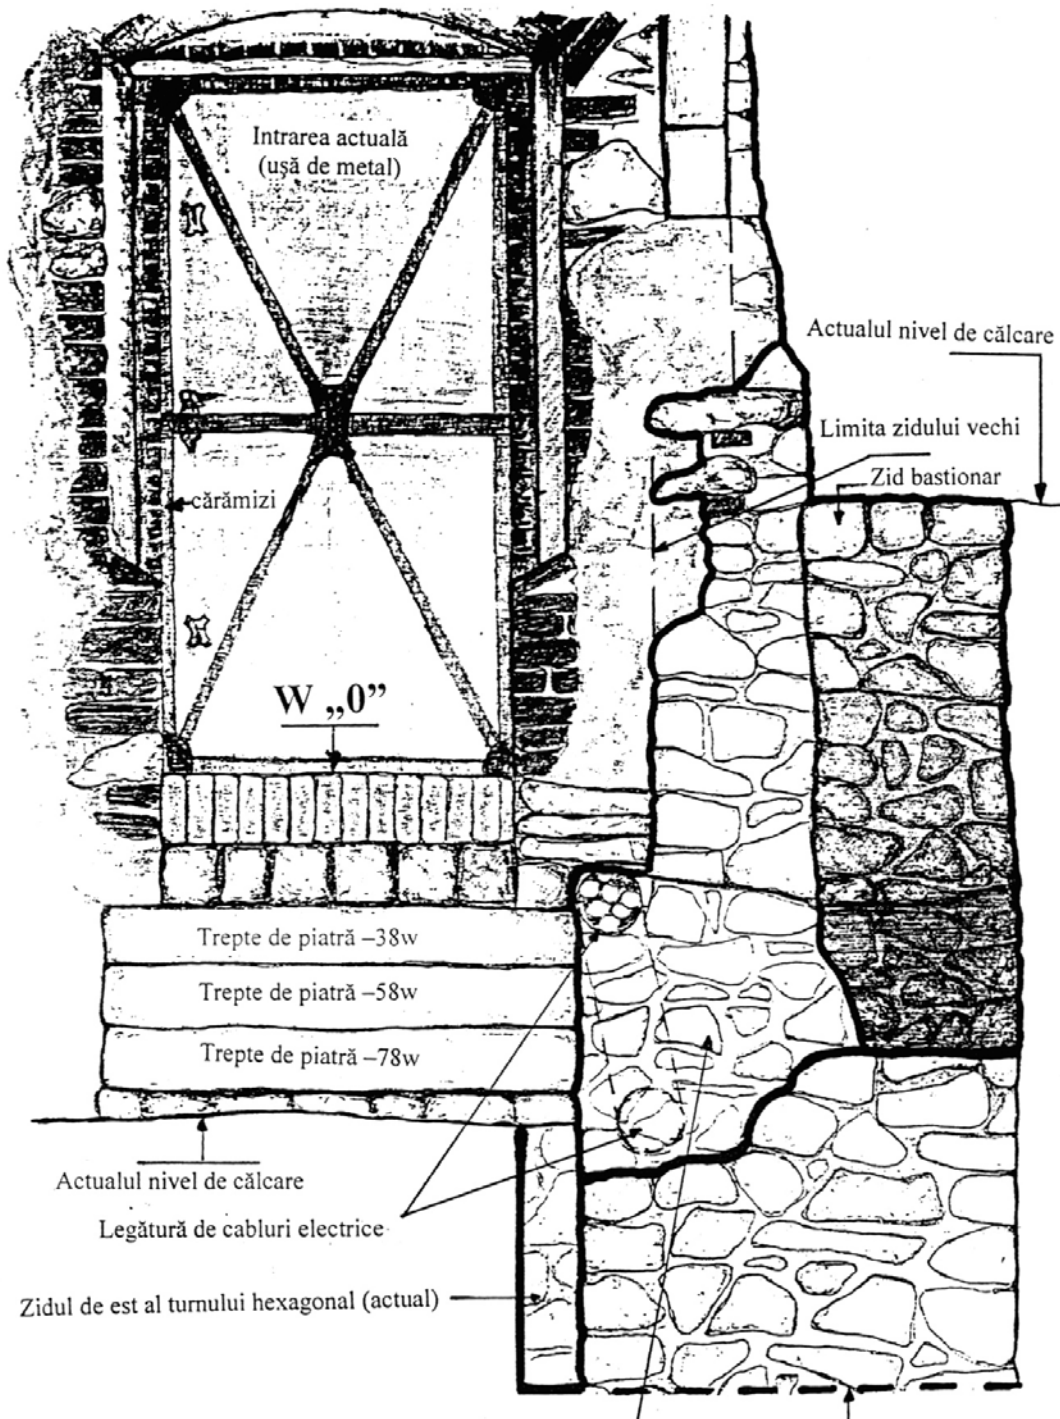 Intrarea actuală
(uşă de metal)
Actualul nivel de călcare
Limita zidului vechi
Zid bastionar
cărămizi
W „0”
Trepte de piatră –38w
Trepte de piatră –58w
Trepte de piatră –78w
Actualul nivel de călcare
Legătură de cabluri electrice
Zidul de est al turnului hexagonal (actual)